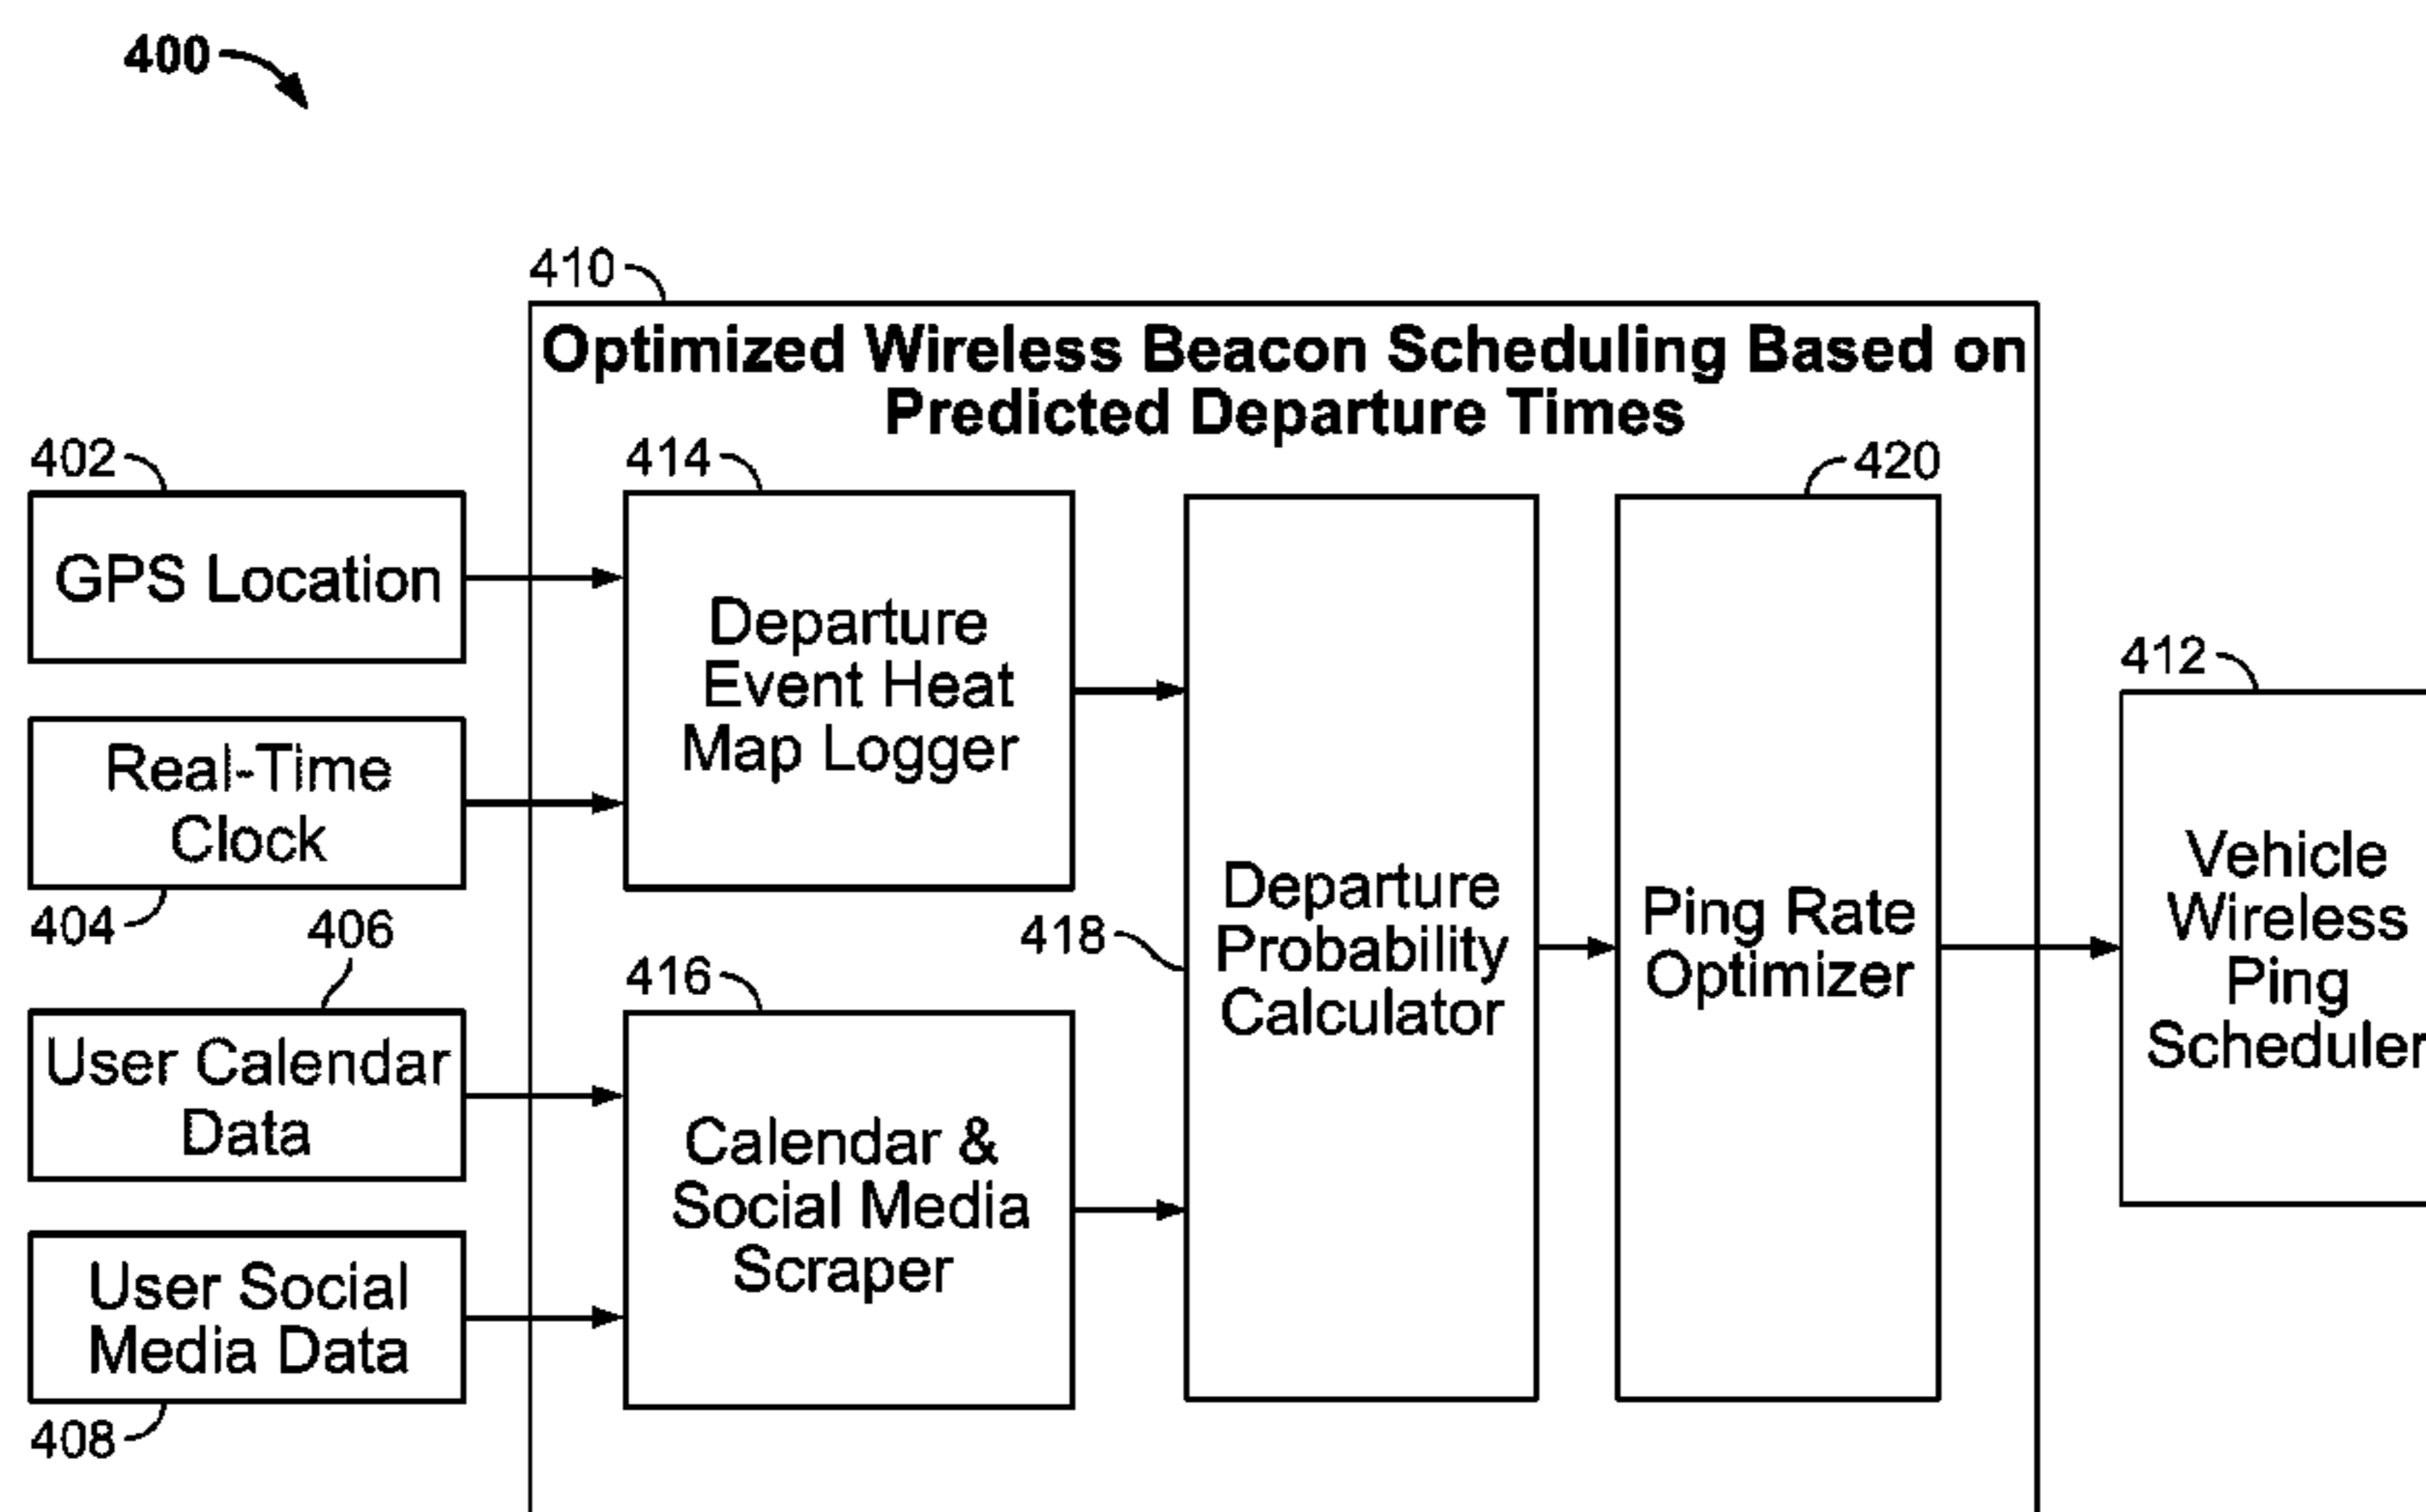 400
410
Optimized Wireless Beacon Scheduling Based on
Predicted Departure Times
402
GPS Location
Real-Time
Clock
404
406
User Calendar
Data
User Social
Media Data
408
414
Departure
Event Heat
Map Logger
416
Calendar &
Social Media
Scraper
418
Departure
Probability
Calculator
420
Ping Rate
Optimizer
412
Vehicle
Wireless
Ping
Scheduler